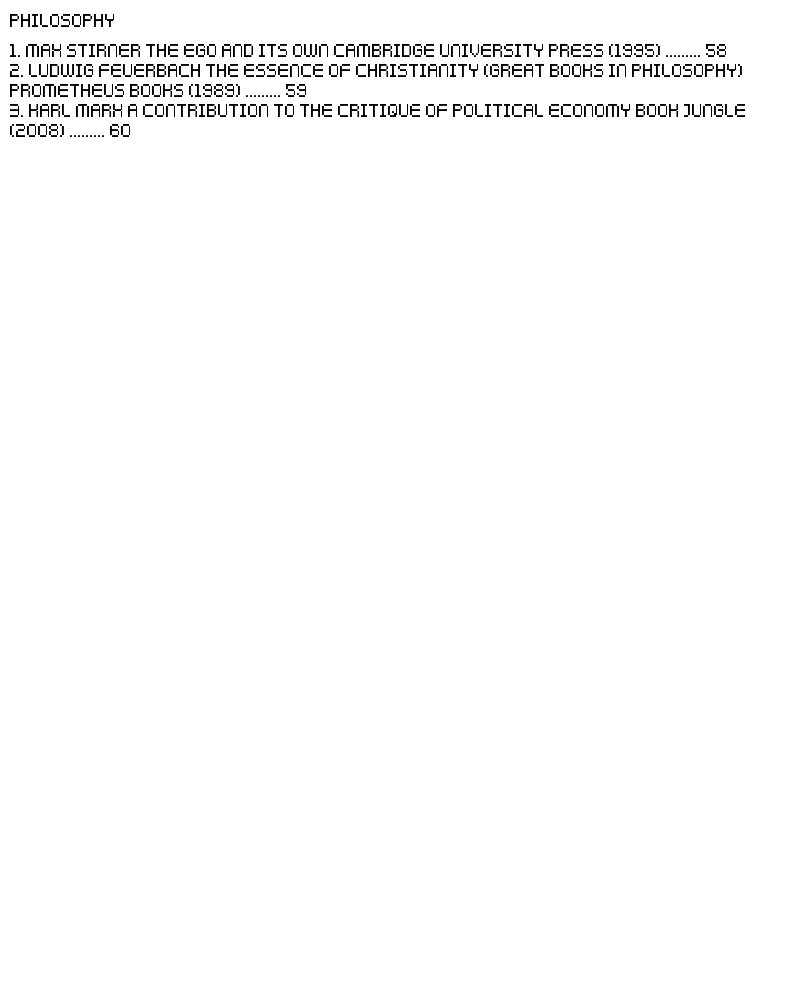 PHILOSOPHY
1. MAX STIRNER THE EGO AND ITS OWN CAMBRIDGE UNIVERSITY PRESS (1995) ......... 58
2. LUDWIG FEUERBACH THE ESSENCE OF CHRISTIANITY (GREAT BOOKS IN PHILOSOPHY)
PROMETHEUS BOOKS (1989) ......... 59
3. KARL MARX A CONTRIBUTION TO THE CRITIQUE OF POLITICAL ECONOMY BOOK JUNGLE
(2008) ......... 60